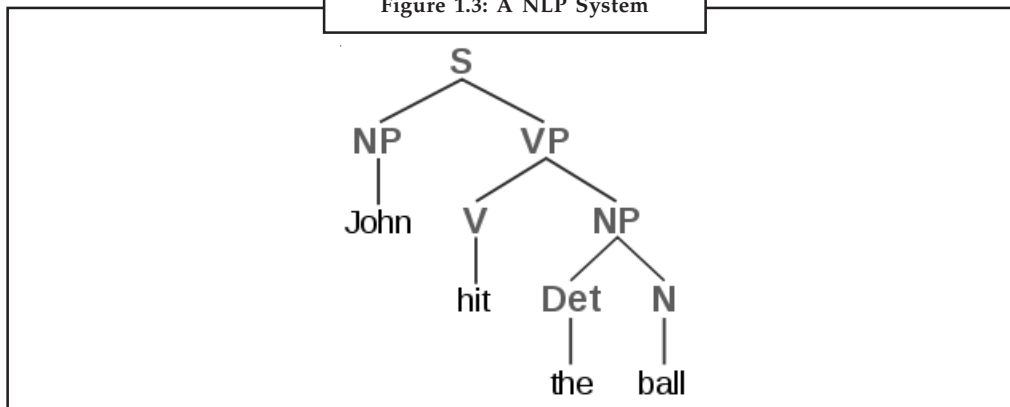 Figure 1.3: A NLP System
S
NP VP
John V NP
hit Det N
the ball